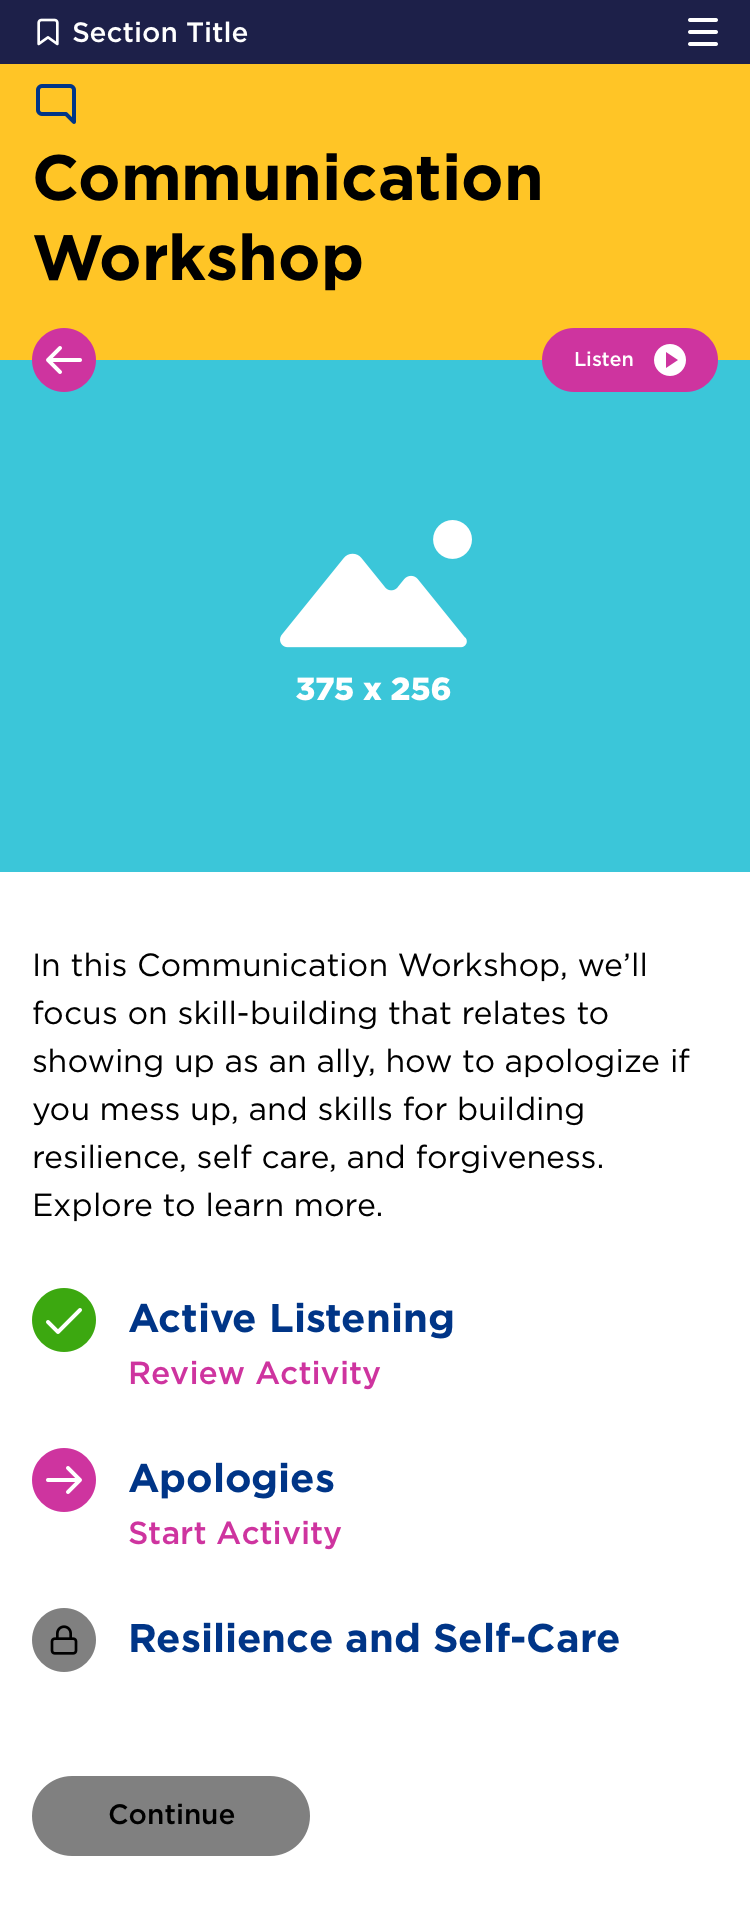 Section Title
Communication
Workshop
Listen
375 x 256
In this Communication Workshop, we’ll
focus on skill-building that relates to
showing up as an ally, how to apologize if
you mess up, and skills for building
resilience, self care, and forgiveness.
Explore to learn more.
Active Listening
Review Activity
Apologies
Start Activity
Resilience and Self-Care
Continue